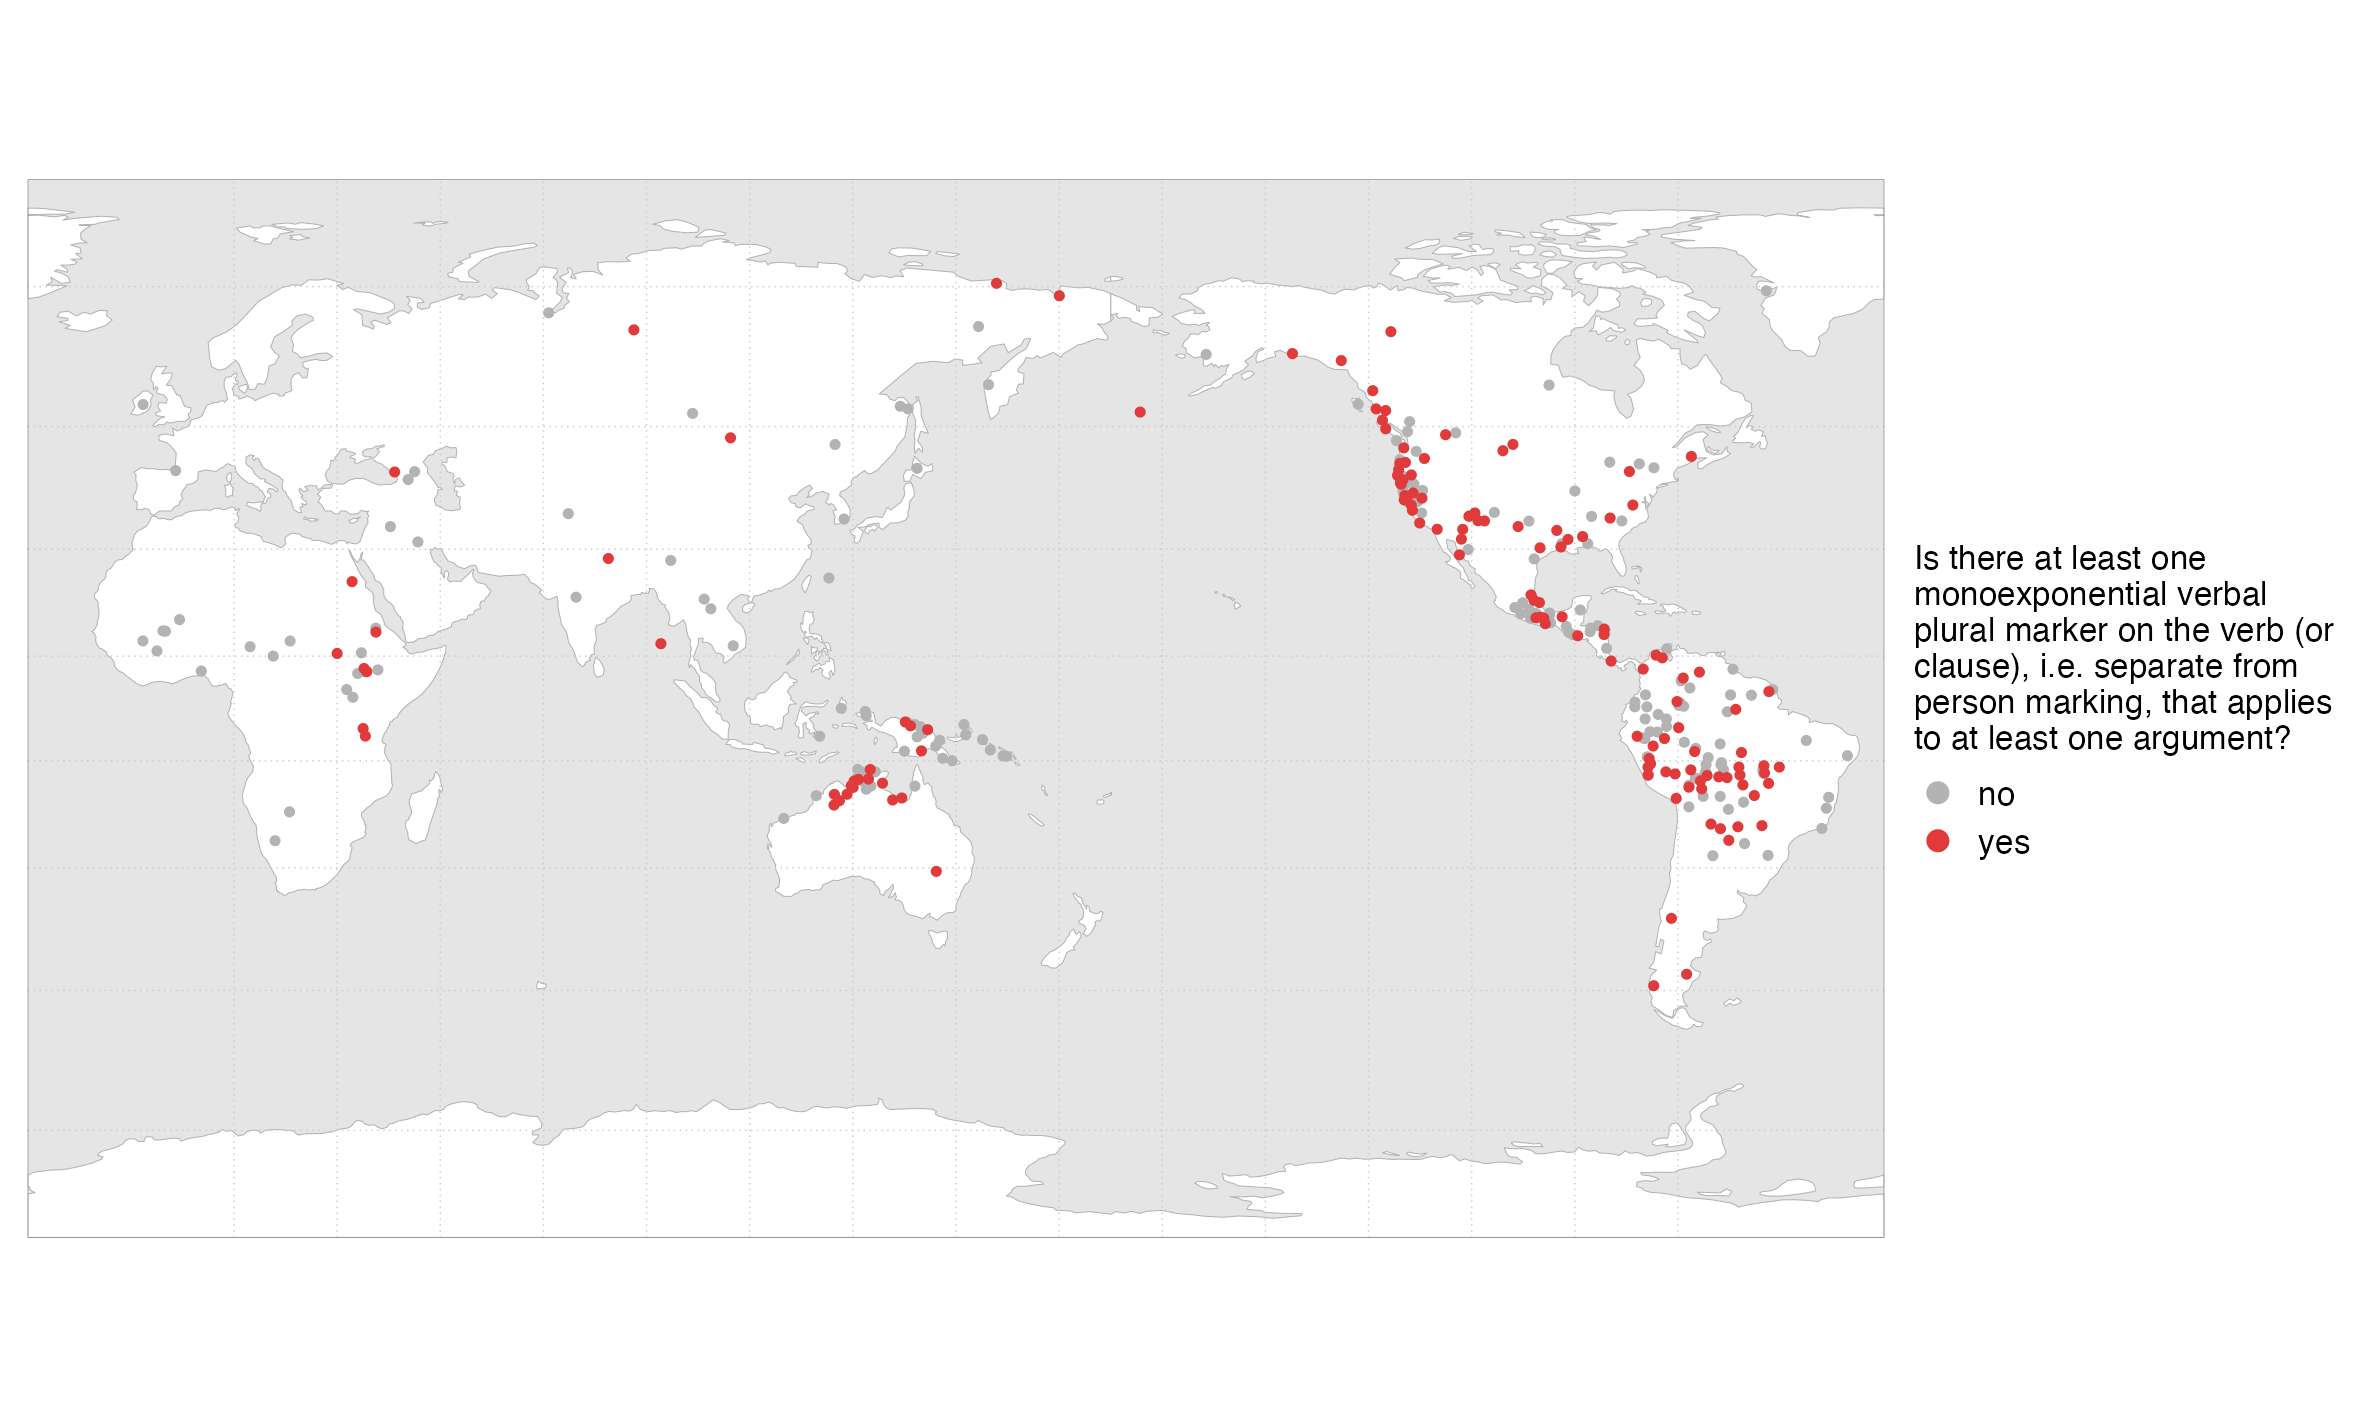 Is there at least one
monoexponential verbal
plural marker on the verb (or
clause), i.e. separate from
person marking, that applies
to at least one argument?
no
yes